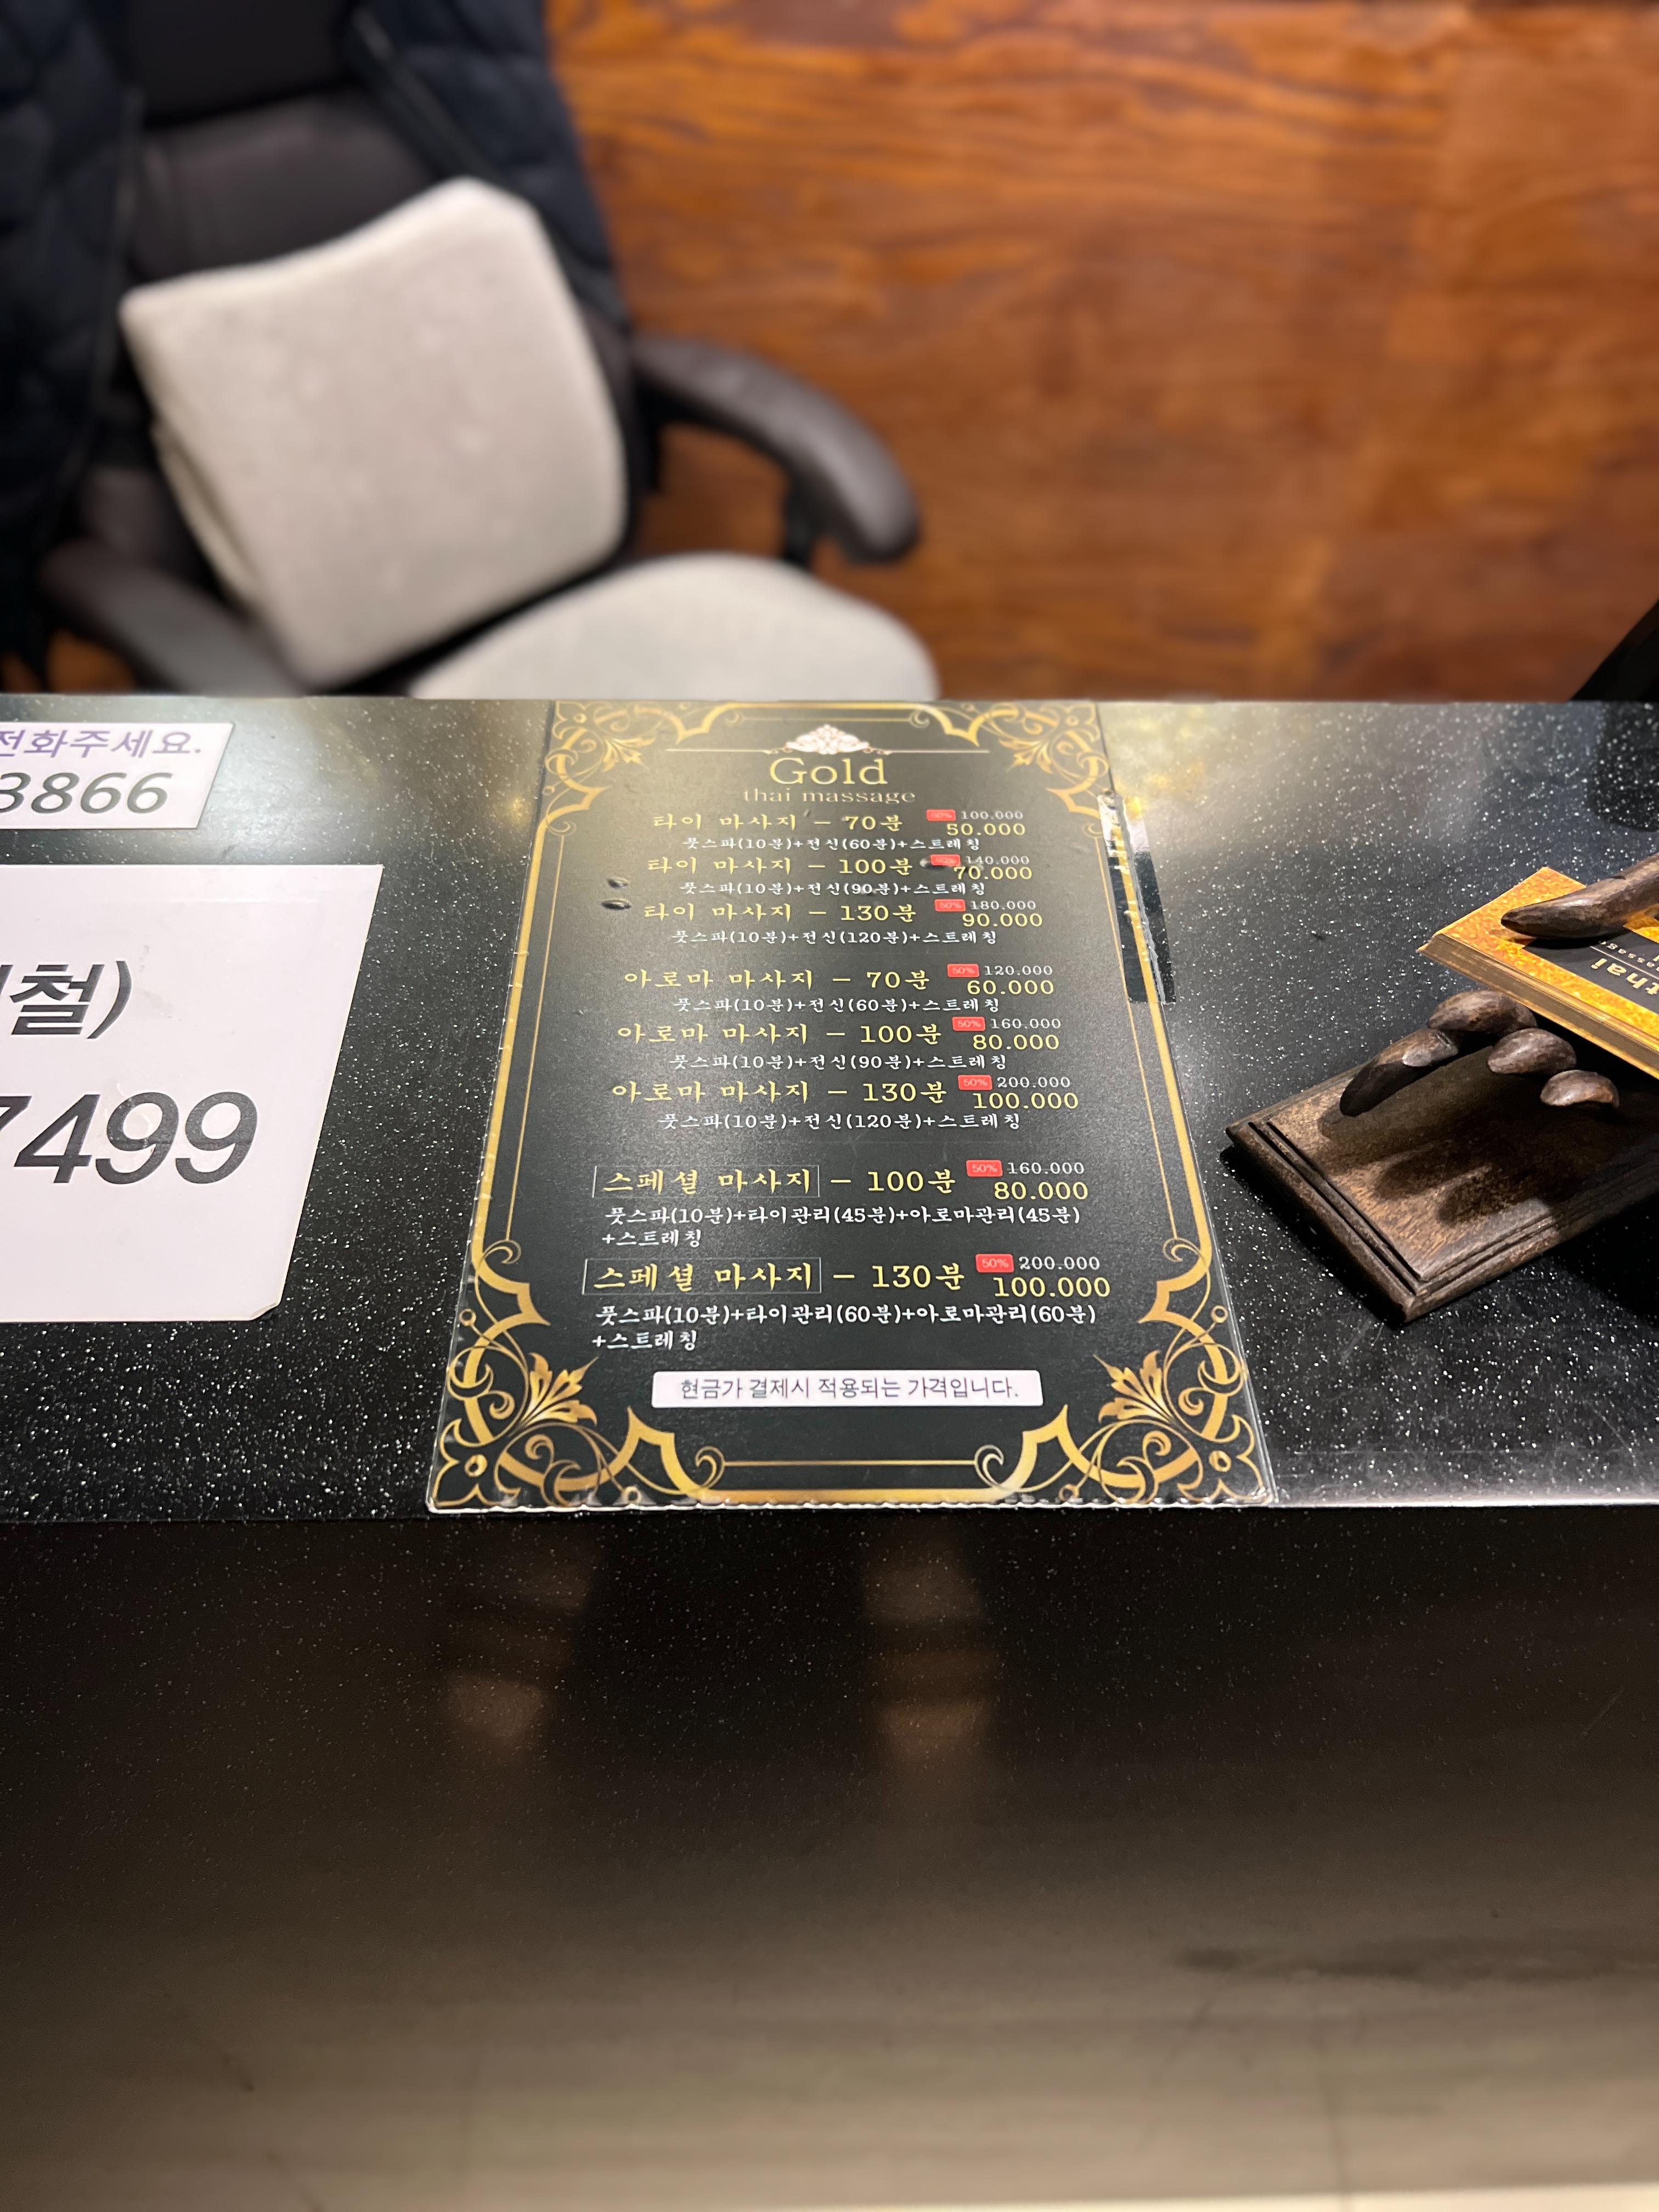 전화주세요.
3866
철)
7499
Gold
thai massage
타이 마사지 - 70분 50% 100.000
50.000
풋스파(10분)+전신(60분)+스트레칭
타이 마사지 - 100분 50% 140.000
70.000
풋스파(10분)+전신(90분)+스트레칭
타이 마사지 - 130분 50% 180.000
90.000
풋스파(10분)+전신(120분)+스트레칭
아로마 마사지 - 70분 50% 120.000
60.000
풋스파(10분)+전신(60분)+스트레칭
아로마 마사지 - 100분 50% 160.000
80.000
풋스파(10분)+전신(90분)+스트레칭
아로마 마사지 - 130분 50% 200.000
100.000
풋스파(10분)+전신(120분)+스트레칭
스페셜 마사지 - 100분 50% 160.000
80.000
풋스파(10분)+타이관리(45분)+아로마관리(45분)
+스트레칭
스페셜 마사지 - 130분 50% 200.000
100.000
풋스파(10분)+타이관리(60분)+아로마관리(60분)
+스트레칭
현금가 결제시 적용되는 가격입니다.
thai